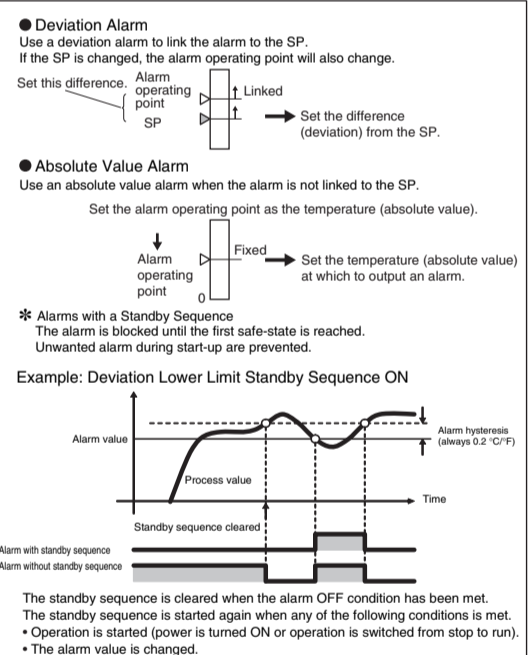 ● Deviation Alarm
Use a deviation alarm to link the alarm to the SP.
If the SP is changed, the alarm operating point will also change.
Set this difference.
Alarm
operating
point
SP
Linked
Set the difference
(deviation) from the SP.
● Absolute Value Alarm
Use an absolute value alarm when the alarm is not linked to the SP.
Set the alarm operating point as the temperature (absolute value).
Alarm
operating
point
0
Fixed
Set the temperature (absolute value)
at which to output an alarm.
✻ Alarms with a Standby Sequence
The alarm is blocked until the first safe-state is reached.
Unwanted alarm during start-up are prevented.
Example: Deviation Lower Limit Standby Sequence ON
Alarm value
Alarm hysteresis
(always 0.2 °C/°F)
Process value
Time
Standby sequence cleared
Alarm with standby sequence
Alarm without standby sequence
The standby sequence is cleared when the alarm OFF condition has been met.
The standby sequence is started again when any of the following conditions is met.
• Operation is started (power is turned ON or operation is switched from stop to run).
• The alarm value is changed.